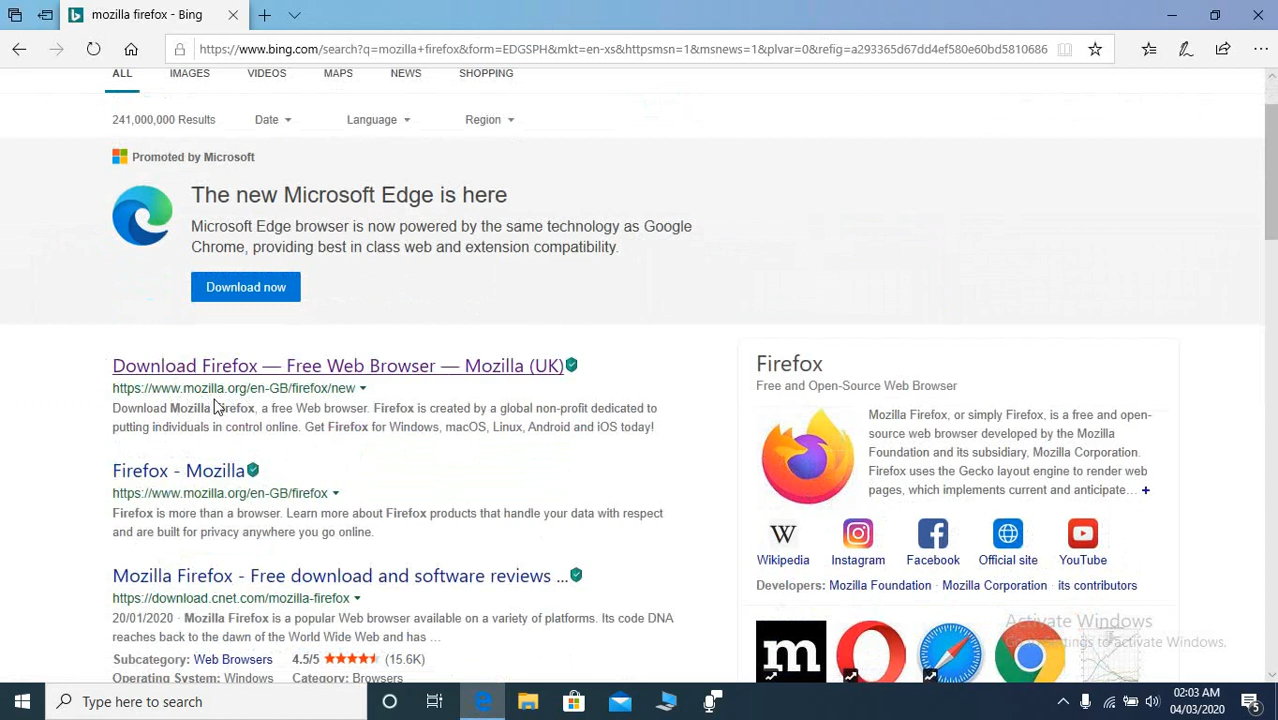 mozilla firefox - Bing
https://www.bing.com/search?q=mozilla+firefox&form=EDGSPH&mkt=en-xs&httpsmsn=1&msnews=1&plvar=0&refig=a293365d67dd4ef580e60bd5810686
ALL IMAGES VIDEOS MAPS NEWS SHOPPING
241,000,000 Results Date Language Region
Promoted by Microsoft
The new Microsoft Edge is here
Microsoft Edge browser is now powered by the same technology as Google
Chrome, providing best in class web and extension compatibility.
Download now
Download Firefox — Free Web Browser — Mozilla (UK)
https://www.mozilla.org/en-GB/firefox/new
Download Mozilla Firefox, a free Web browser. Firefox is created by a global non-profit dedicated to
putting individuals in control online. Get Firefox for Windows, macOS, Linux, Android and iOS today!
Firefox - Mozilla
https://www.mozilla.org/en-GB/firefox
Firefox is more than a browser. Learn more about Firefox products that handle your data with respect
and are built for privacy anywhere you go online.
Mozilla Firefox - Free download and software reviews ...
https://download.cnet.com/mozilla-firefox
20/01/2020 · Mozilla Firefox is a popular Web browser available on a variety of platforms. Its code DNA
reaches back to the dawn of the World Wide Web and has ...
Subcategory: Web Browsers 4.5/5 (15.6K)
Operating System: Windows Category: Browsers
Firefox
Free and Open-Source Web Browser
Mozilla Firefox, or simply Firefox, is a free and open-
source web browser developed by the Mozilla
Foundation and its subsidiary, Mozilla Corporation.
Firefox uses the Gecko layout engine to render web
pages, which implements current and anticipate… +
W
Wikipedia Instagram Facebook Official site YouTube
Developers: Mozilla Foundation · Mozilla Corporation · its contributors
m
Activate Windows
Go to Settings to activate Windows.
Type here to search
02:03 AM
04/03/2020
5